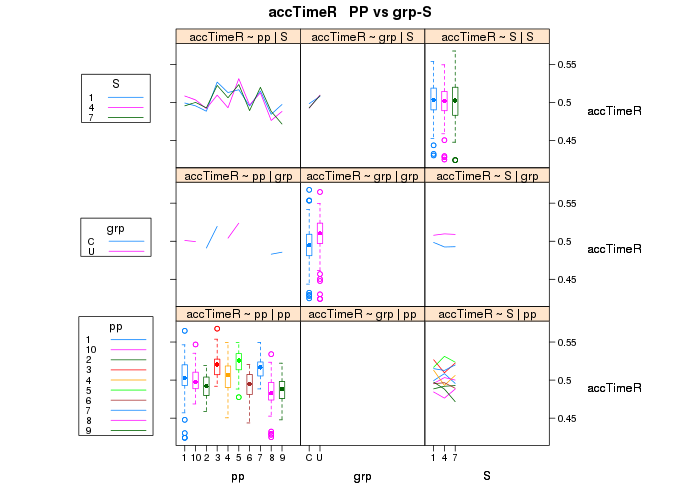 accTimeR PP vs grp-S
accTimeR ~ pp | S
accTimeR ~ grp | S
accTimeR ~ S | S
S
1
4
7
0.55
0.5
0.45
accTimeR
accTimeR ~ pp | grp
accTimeR ~ grp | grp
accTimeR ~ S | grp
grp
C
U
0.55
0.5
0.45
accTimeR
accTimeR ~ pp | pp
accTimeR ~ grp | pp
accTimeR ~ S | pp
pp
1
10
2
3
4
5
6
7
8
9
0.55
0.5
0.45
accTimeR
1 10 2 3 4 5 6 7 8 9
C U
1 4 7
pp
grp
S